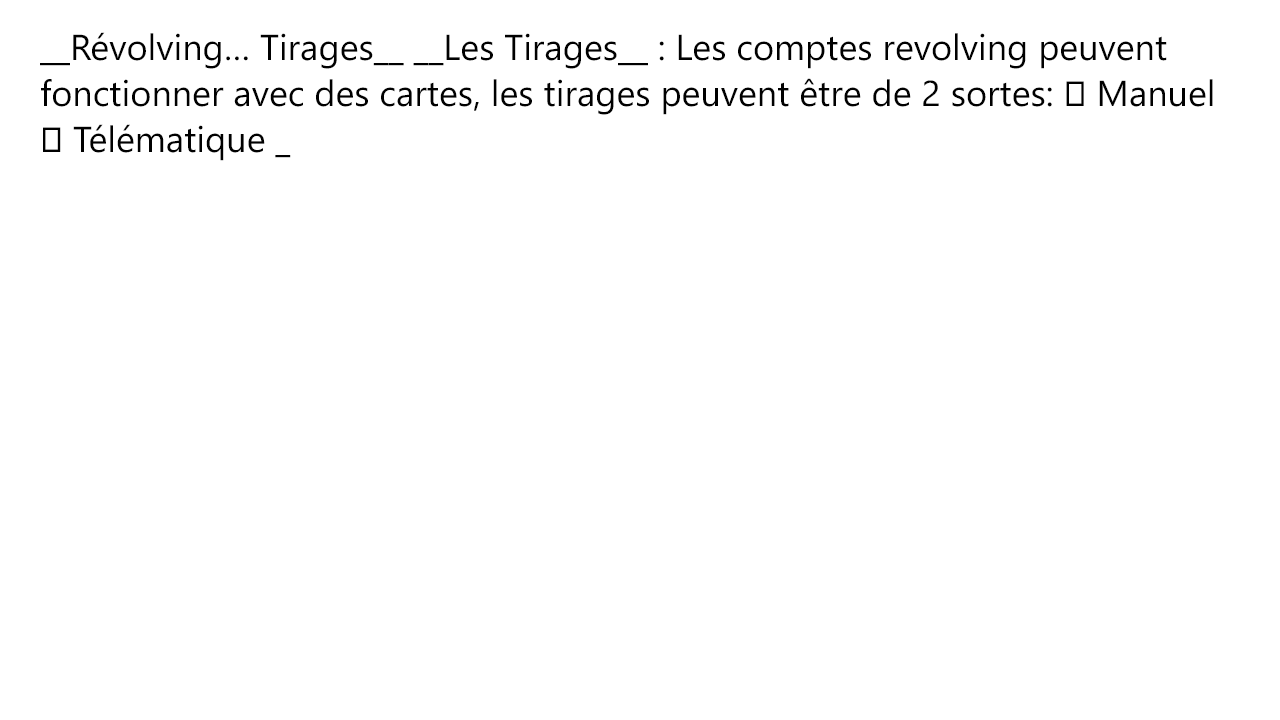 __Révolving... Tirages__ __Les Tirages__ : Les comptes revolving peuvent
fonctionner avec des cartes, les tirages peuvent être de 2 sortes: 􀂾 Manuel
􀂾 Télématique _